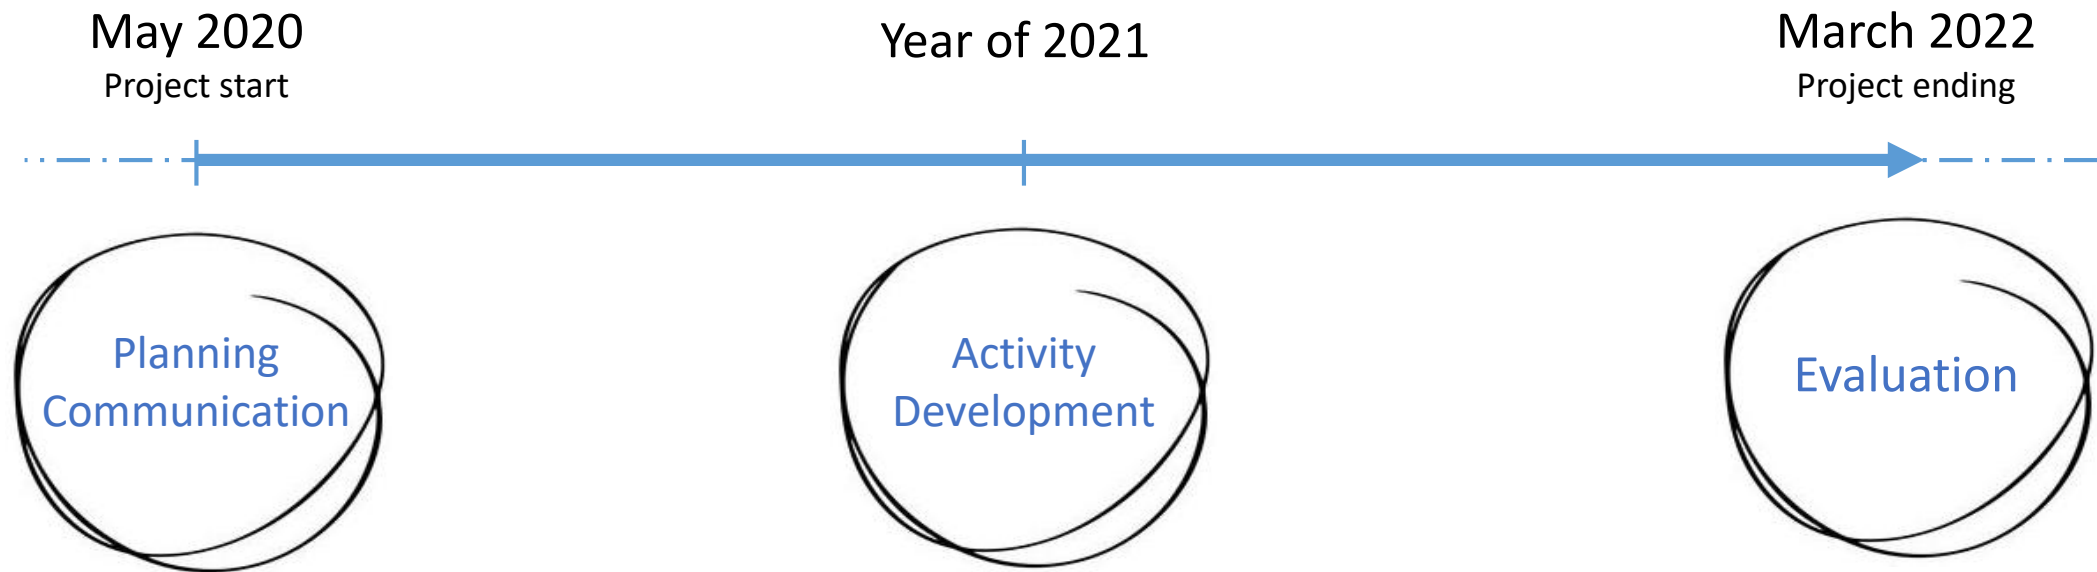 May 2020
Project start
Year of 2021
March 2022
Project ending
Planning
Communication
Activity
Development
Evaluation